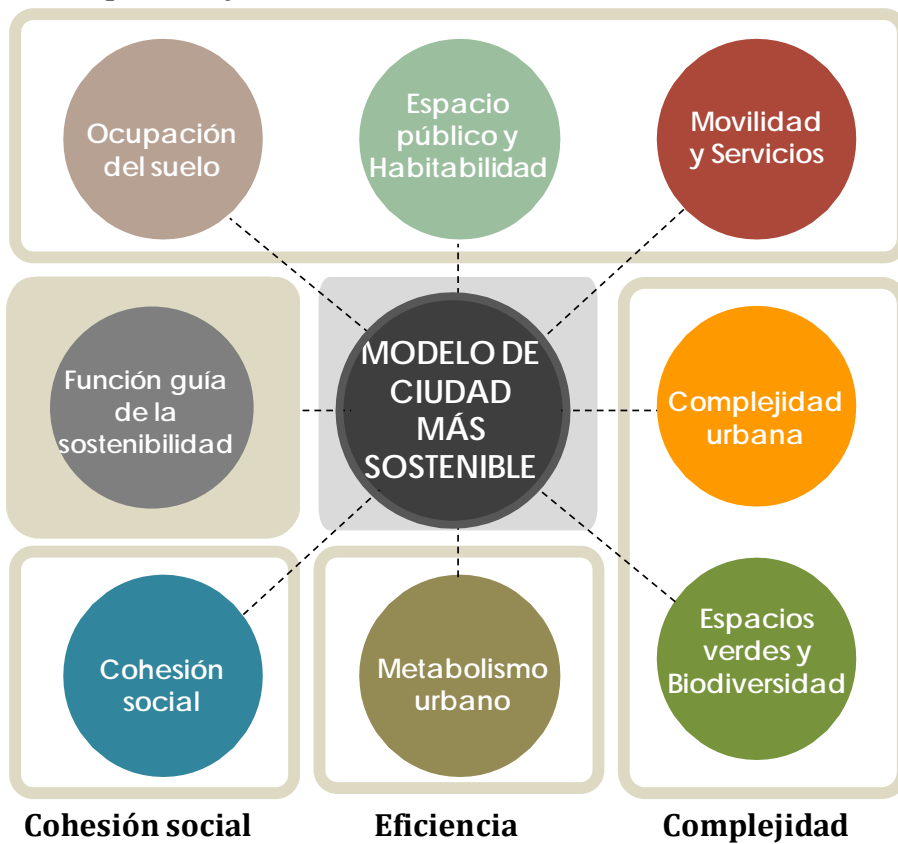 Ocupación
del suelo
Espacio
público y
Habitabilidad
Movilidad
y Servicios
Función guía
de la
sostenibilidad
MODELO DE
CIUDAD
MÁS
SOSTENIBLE
Complejidad
urbana
Cohesión
social
Metabolismo
urbano
Espacios
verdes y
Biodiversidad
Cohesión social
Eficiencia
Complejidad